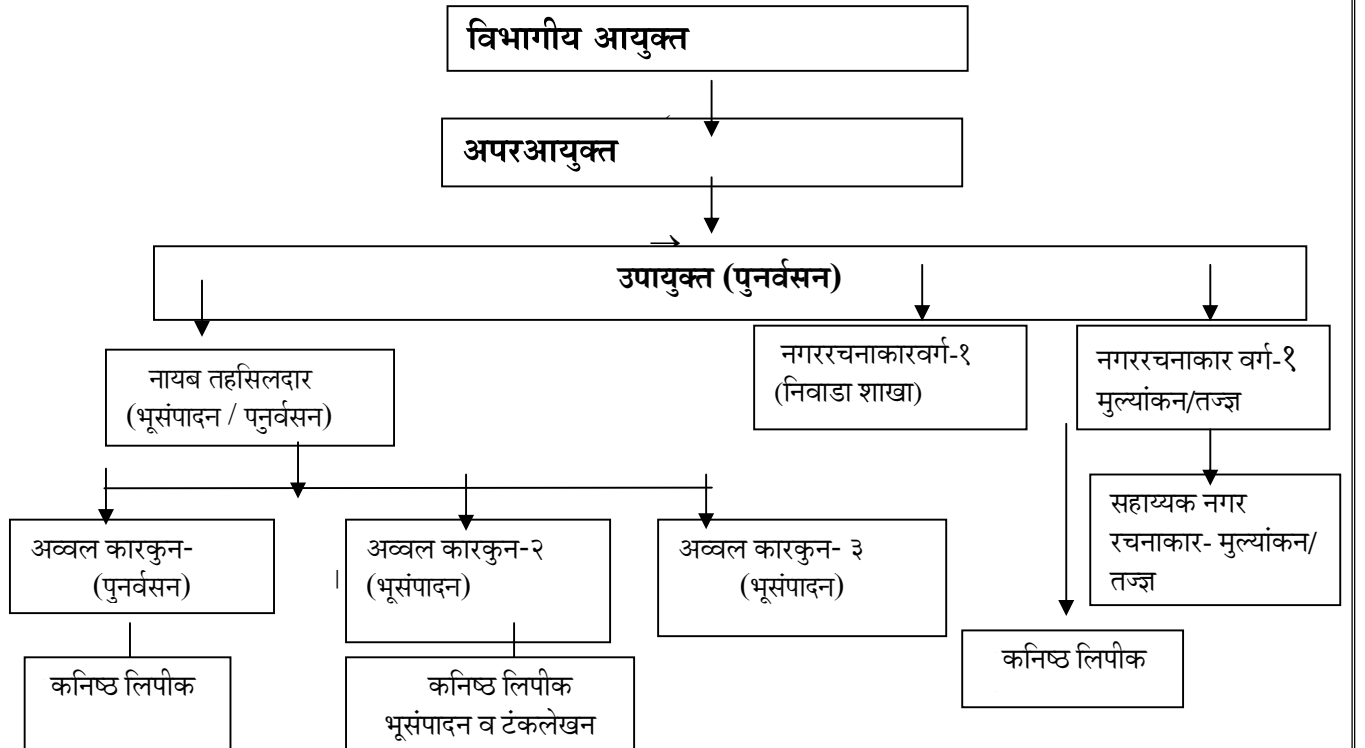 विभागीय आयुक्त
अपरआयुक्त
उपायुक्त (पुनर्वसन)
नायब तहसिलदार
(भूसंपादन / पनुर्वसन)
नगररचनाकारवर्ग-१
(निवाडा शाखा)
नगररचनाकार वर्ग-१
मुल्यांकन/तज्ज्ञ
सहाय्यक नगर
रचनाकार- मुल्यांकन/
तज्ज्ञ
अव्वल कारकुन-
(पुनर्वसन)
अव्वल कारकुन-२
(भूसंपादन)
अव्वल कारकुन- ३
(भूसंपादन)
कनिष्ठ लिपीक
कनिष्ठ लिपीक
भूसंपादन व टंकलेखन
कनिष्ठ लिपीक